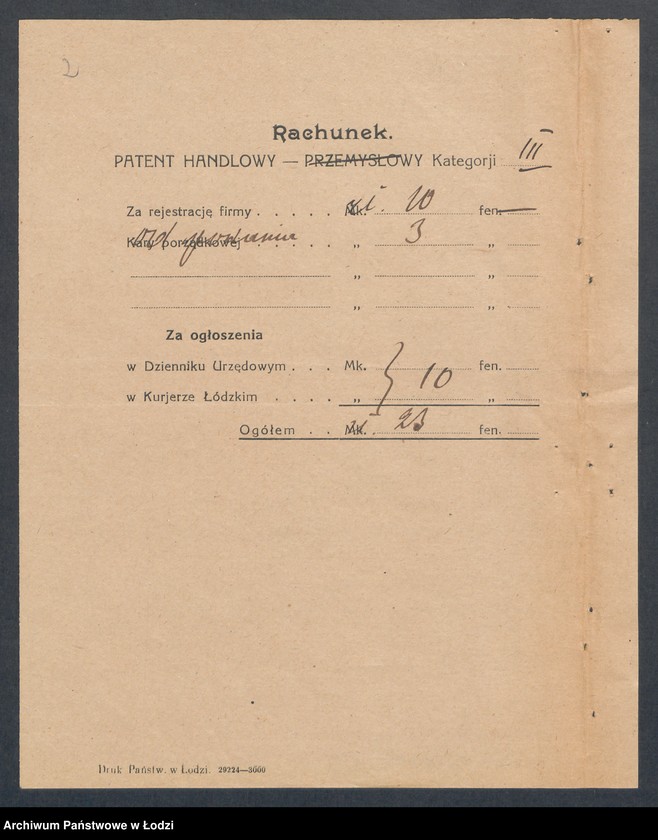 2
Rachunek.
PATENT HANDLOWY — PRZEMYSŁOWY Kategorji III
Za rejestrację firmy . . . . . Mk. zł. 10 fen. —
Kary porządkowej . . . . . „ 3 „
„ „
„ „
Za ogłoszenia
w Dzienniku Urzędowym . . . Mk. fen.
} 10
w Kurjerze Łódzkim . . . . „ „
Ogółem . . Mk. zł. 23 fen.
Druk Państw. w Łodzi. 29224—3000
Archiwum Państwowe w Łodzi